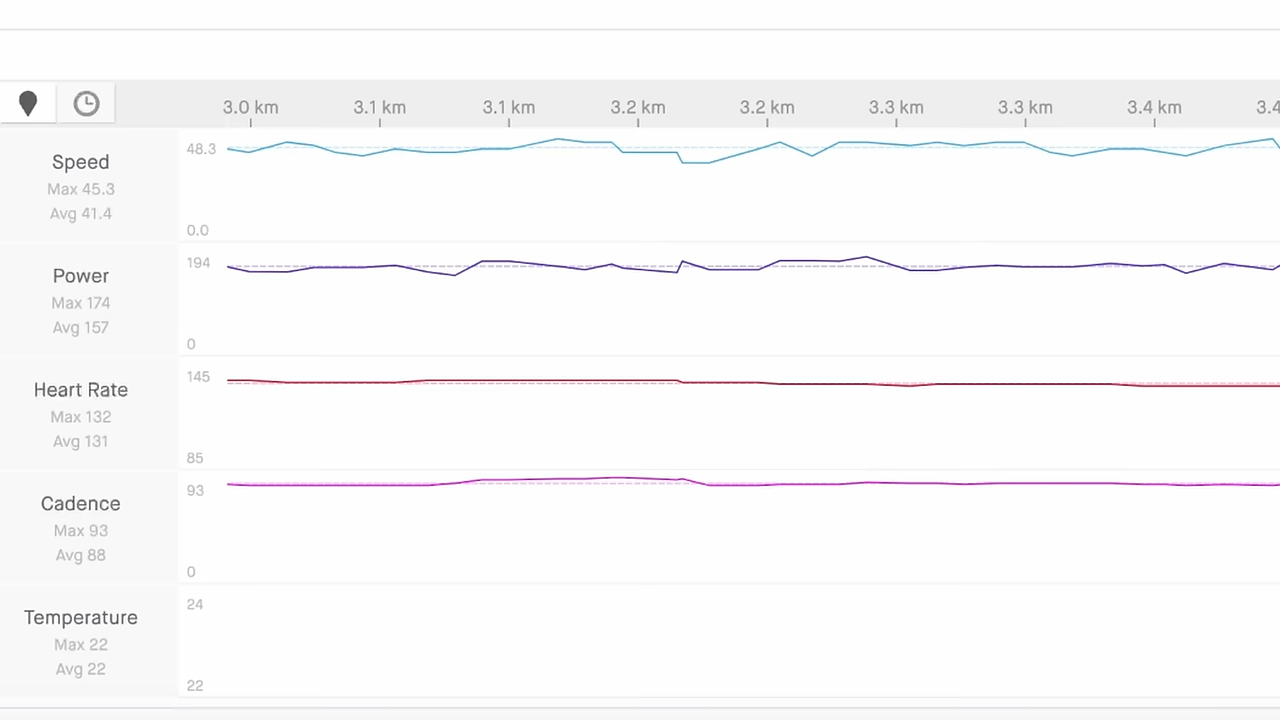 3.0 km 3.1 km 3.1 km 3.2 km 3.2 km 3.3 km 3.3 km 3.4 km 3.4
Speed
Max 45.3
Avg 41.4
48.3
0.0
Power
Max 174
Avg 157
194
0
Heart Rate
Max 132
Avg 131
145
85
Cadence
Max 93
Avg 88
93
0
Temperature
Max 22
Avg 22
24
22